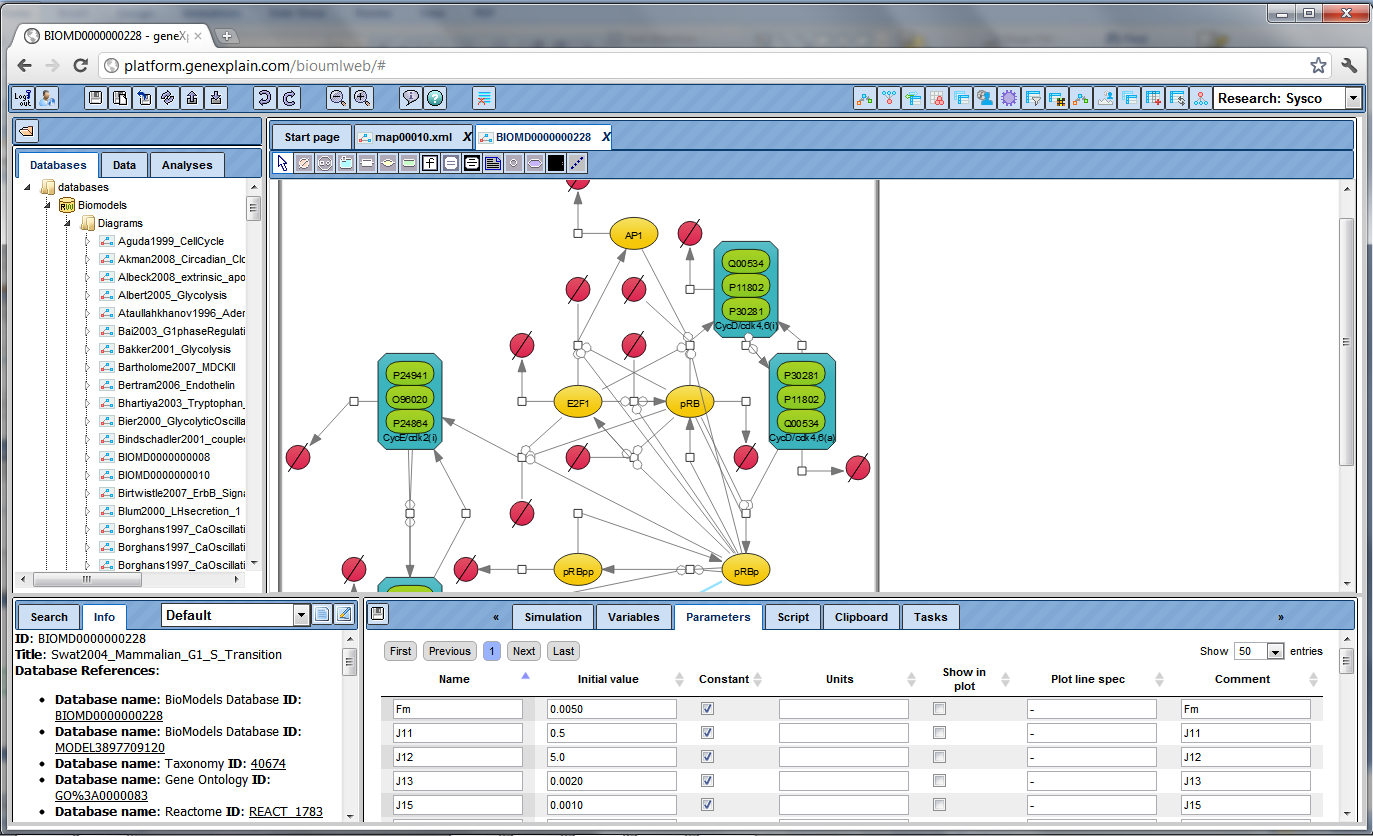 BIOMD0000000228 - geneX
platform.genexplain.com/bioumlweb/#
Log out
Research: Sysco
Start page
map00010.xml X
BIOMD0000000228 X
Databases Data Analyses
databases
Biomodels
Diagrams
Aguda1999_CellCycle
Akman2008_Circadian_Clo
Albeck2008_extrinsic_apo
Albert2005_Glycolysis
Ataullahkhanov1996_Aden
Bai2003_G1phaseRegulati
Bakker2001_Glycolysis
Bartholome2007_MDCKII
Bertram2006_Endothelin
Bhartiya2003_Tryptophan_
Bier2000_GlycolyticOscilla
Bindschadler2001_coupled
BIOMD0000000008
BIOMD0000000010
Birtwistle2007_ErbB_Signa
Blum2000_LHsecretion_1
Borghans1997_CaOscillati
Borghans1997_CaOscillati
Borghans1997_CaOscillati
AP1
Q00534
P11802
P30281
CycD/cdk4,6(i)
P24941
O96020
P24864
CycE/cdk2(i)
E2F1
pRB
P30281
P11802
Q00534
CycD/cdk4,6(a)
pRBpp
pRBp
Search Info
Default
ID: BIOMD0000000228
Title: Swat2004_Mammalian_G1_S_Transition
Database References:
• Database name: BioModels Database ID:
BIOMD0000000228
• Database name: BioModels Database ID:
MODEL3897709120
• Database name: Taxonomy ID: 40674
• Database name: Gene Ontology ID:
GO%3A0000083
• Database name: Reactome ID: REACT_1783
« Simulation Variables Parameters Script Clipboard Tasks »
First Previous 1 Next Last
Show 50 entries
Name Initial value Constant Units Show in plot Plot line spec Comment
Fm 0.0050 - Fm
J11 0.5 - J11
J12 5.0 - J12
J13 0.0020 - J13
J15 0.0010 - J15